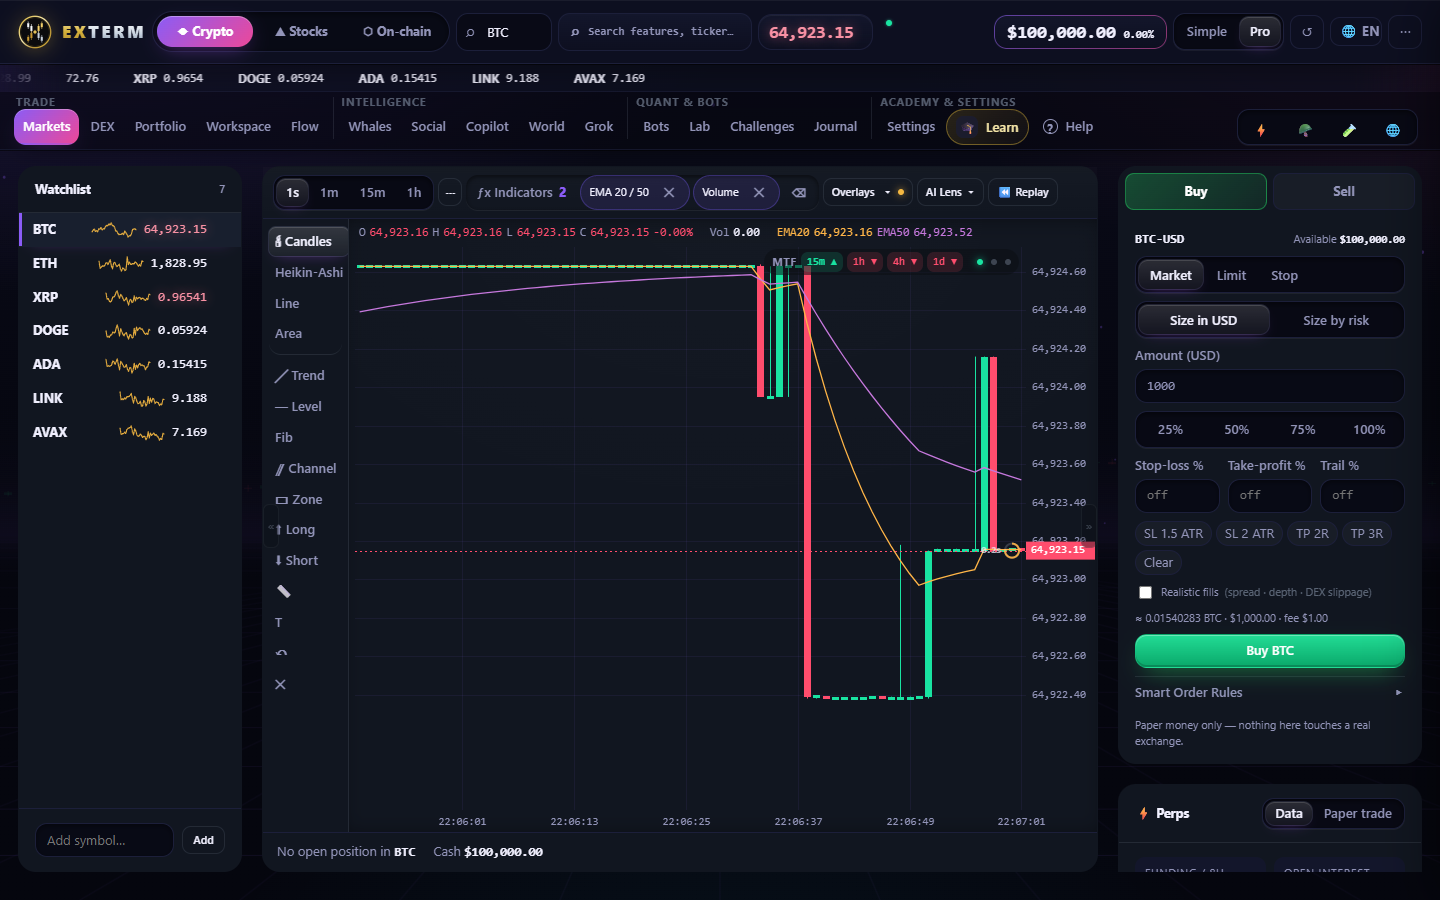 EXTERM
Crypto
Stocks
On-chain
BTC
Search features, ticker…
64,923.15
$100,000.00 0.00%
Simple
Pro
EN
72.76 XRP 0.9654 DOGE 0.05924 ADA 0.15415 LINK 9.188 AVAX 7.169
TRADE
INTELLIGENCE
QUANT & BOTS
ACADEMY & SETTINGS
Markets DEX Portfolio Workspace Flow
Whales Social Copilot World Grok
Bots Lab Challenges Journal
Settings Learn Help
Watchlist 7
BTC 64,923.15
ETH 1,828.95
XRP 0.96541
DOGE 0.05924
ADA 0.15415
LINK 9.188
AVAX 7.169
Add symbol…
Add
1s 1m 15m 1h
ƒx Indicators 2
EMA 20 / 50
Volume
Overlays
AI Lens
Replay
Candles
Heikin-Ashi
Line
Area
Trend
Level
Fib
Channel
Zone
Long
Short
T
O 64,923.16 H 64,923.16 L 64,923.15 C 64,923.15 -0.00% Vol 0.00 EMA20 64,923.16 EMA50 64,923.52
MTF 15m ▲ 1h ▼ 4h ▼ 1d ▼
64,924.60
64,924.40
64,924.20
64,924.00
64,923.80
64,923.60
64,923.40
64,923.20
64,923.15
64,923.00
64,922.80
64,922.60
64,922.40
22:06:01 22:06:13 22:06:25 22:06:37 22:06:49 22:07:01
No open position in BTC Cash $100,000.00
Buy
Sell
BTC-USD
Available $100,000.00
Market Limit Stop
Size in USD
Size by risk
Amount (USD)
1000
25% 50% 75% 100%
Stop-loss % Take-profit % Trail %
off off off
SL 1.5 ATR SL 2 ATR TP 2R TP 3R
Clear
Realistic fills (spread · depth · DEX slippage)
≈ 0.01540283 BTC · $1,000.00 · fee $1.00
Buy BTC
Smart Order Rules
Paper money only — nothing here touches a real
exchange.
Perps
Data
Paper trade
FUNDING / 8H
OPEN INTEREST